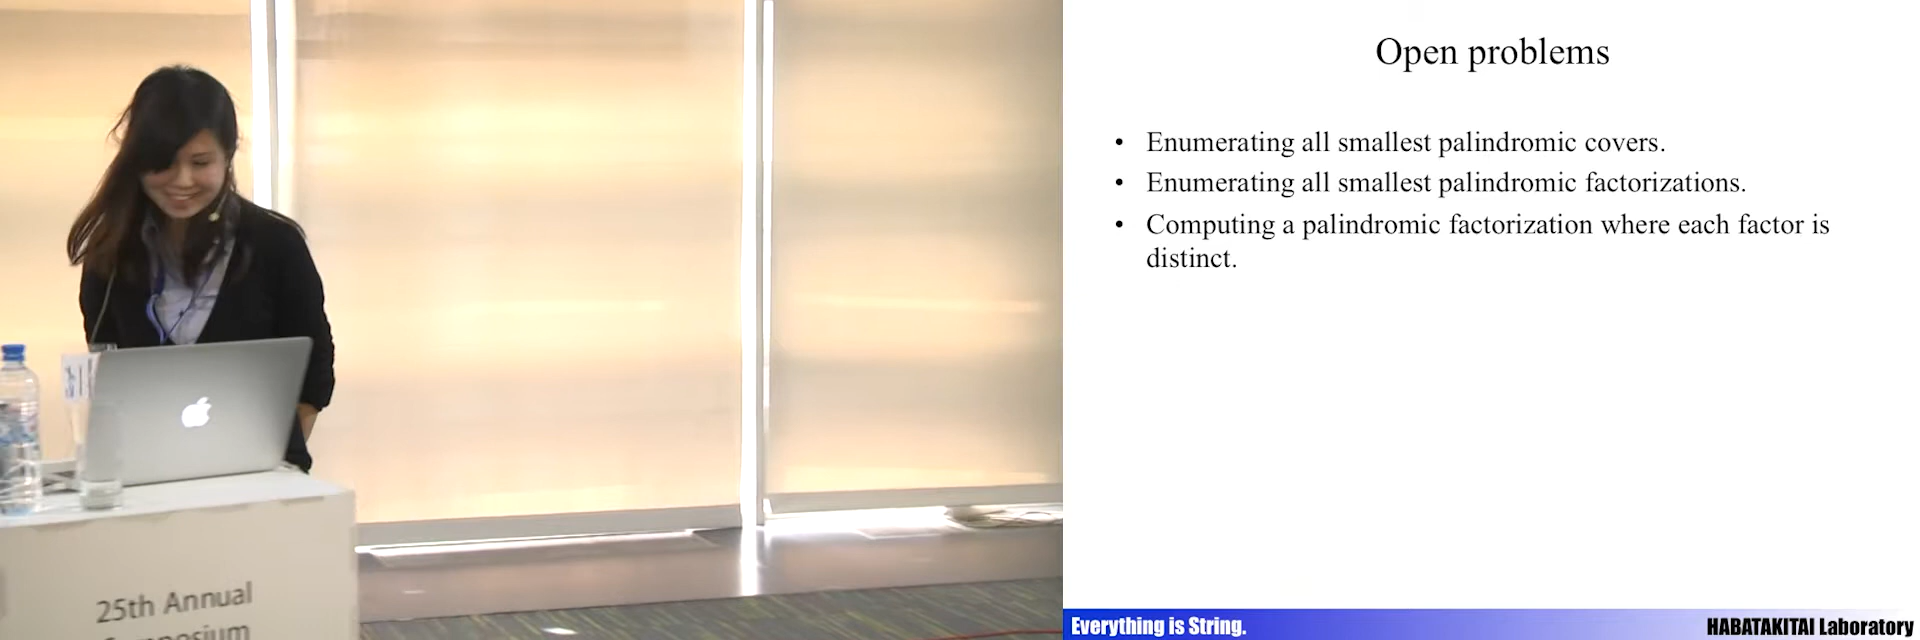 25th Annual
Symposium
Open problems
• Enumerating all smallest palindromic covers.
• Enumerating all smallest palindromic factorizations.
• Computing a palindromic factorization where each factor is
distinct.
Everything is String.
HABATAKITAI Laboratory